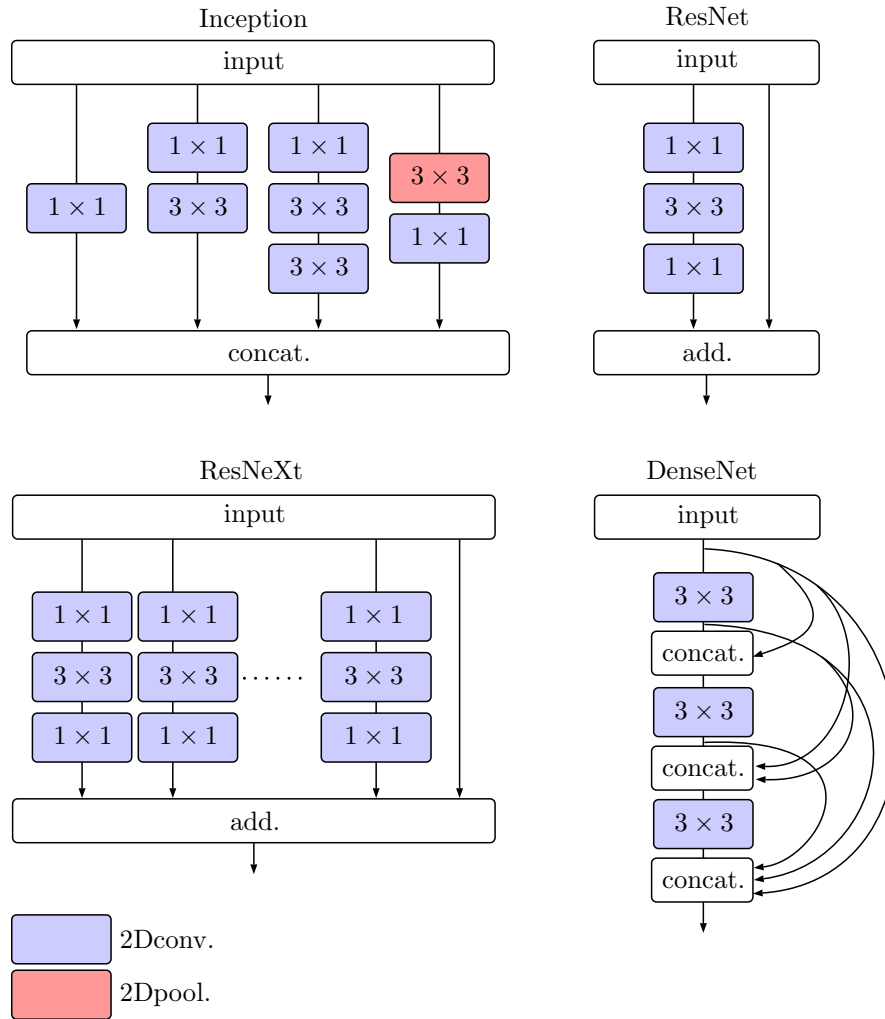 Inception
input
1 × 1
1 × 1
3 × 3
1 × 1
3 × 3
3 × 3
3 × 3
1 × 1
concat.
ResNet
input
1 × 1
3 × 3
1 × 1
add.
ResNeXt
input
1 × 1
3 × 3
1 × 1
1 × 1
3 × 3
1 × 1
......
1 × 1
3 × 3
1 × 1
add.
DenseNet
input
3 × 3
concat.
3 × 3
concat.
3 × 3
concat.
2Dconv.
2Dpool.